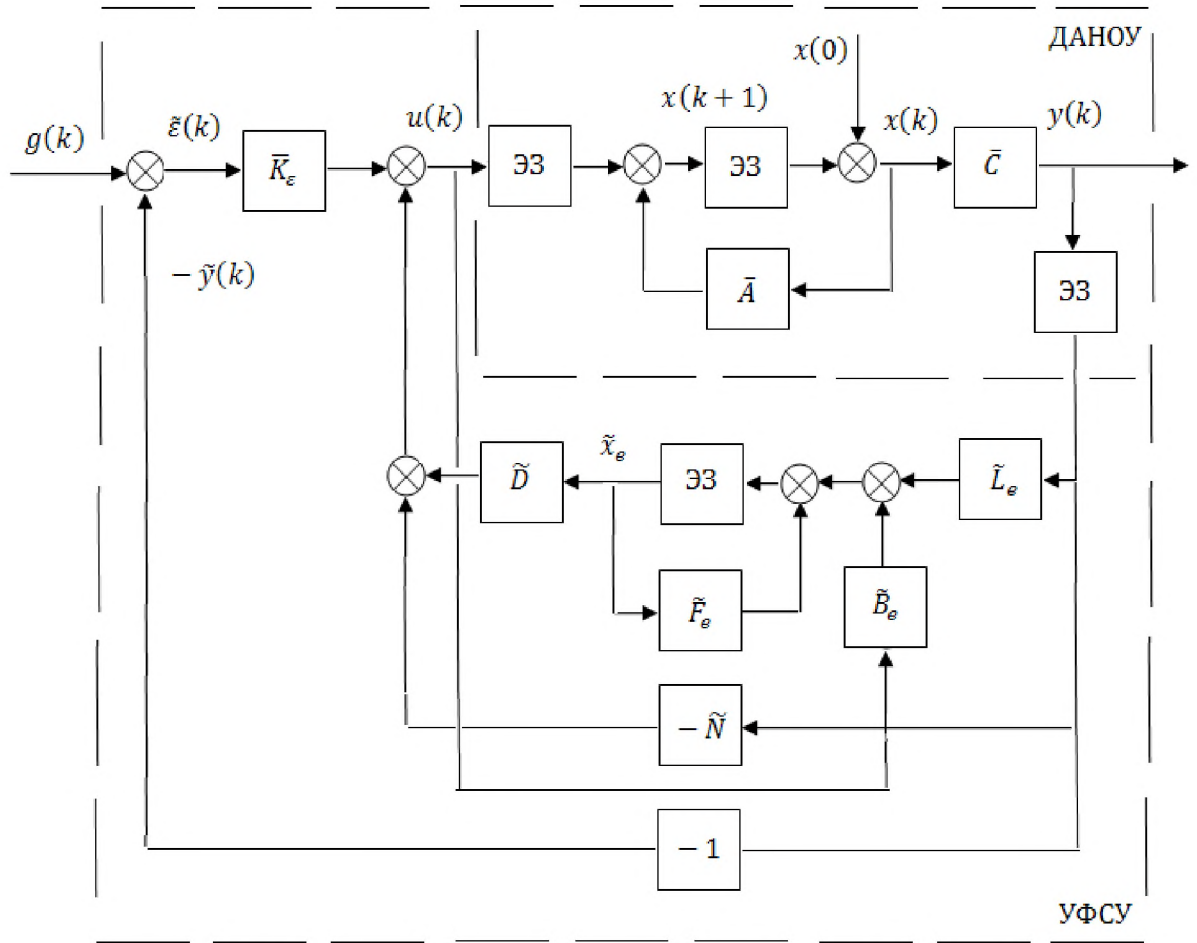 ДАНОУ
x(0)
g(k)
ε̃(k)
u(k)
x(k + 1)
x(k)
y(k)
K̅ε
ЭЗ
ЭЗ
C̅
− ỹ(k)
A̅
ЭЗ
x̃e
D̃
ЭЗ
L̃e
F̃e
B̃e
− Ñ
− 1
УФСУ